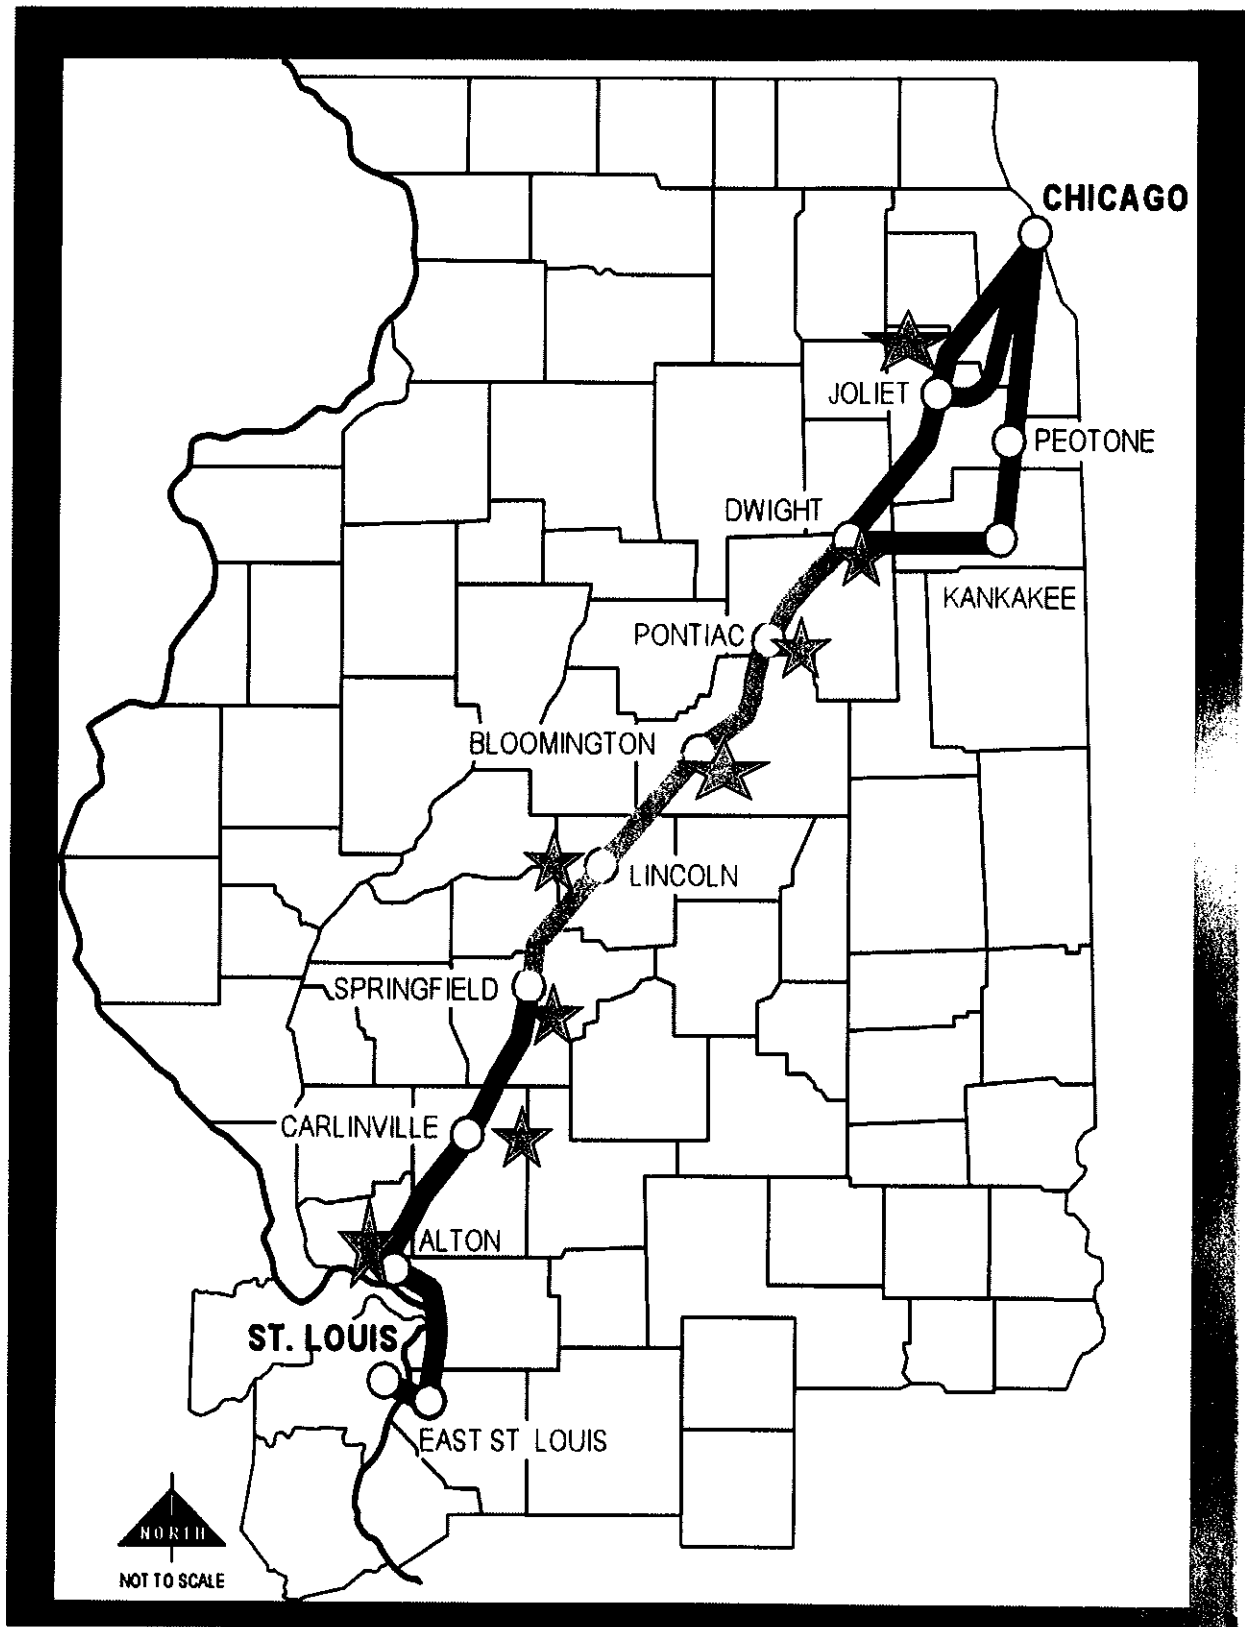 CHICAGO
JOLIET
PEOTONE
DWIGHT
KANKAKEE
PONTIAC
BLOOMINGTON
LINCOLN
SPRINGFIELD
CARLINVILLE
ALTON
ST. LOUIS
EAST ST LOUIS
NORTH
NOT TO SCALE